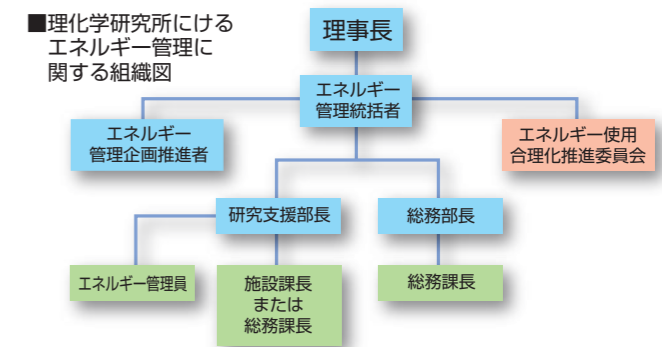 ■理化学研究所にける
エネルギー管理に
関する組織図
理事長
エネルギー
管理統括者
エネルギー
管理企画推進者
エネルギー使用
合理化推進委員会
研究支援部長
総務部長
エネルギー管理員
施設課長
または
総務課長
総務課長